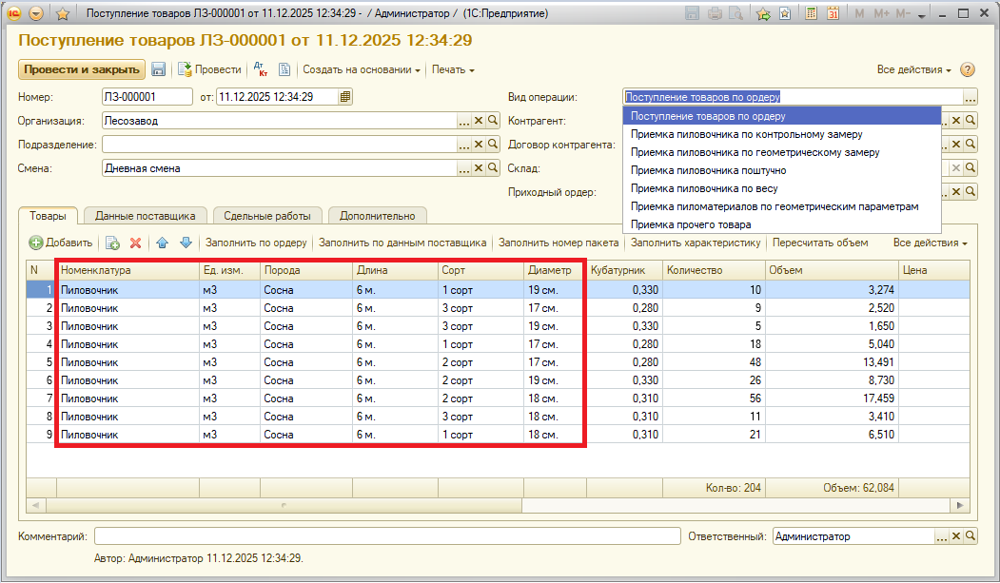 Поступление товаров ЛЗ-000001 от 11.12.2025 12:34:29 - / Администратор / (1С:Предприятие)
M M+ M-
Поступление товаров ЛЗ-000001 от 11.12.2025 12:34:29
Провести и закрыть Провести Дт Кт Создать на основании Печать Все действия ?
Номер: ЛЗ-000001 от: 11.12.2025 12:34:29 Вид операции: Поступление товаров по ордеру ...
Организация: Лесозавод ... Контрагент:
Подразделение: ... Договор контрагента:
Смена: Дневная смена ... Склад:
Приходный ордер:
Поступление товаров по ордеру
Приемка пиловочника по контрольному замеру
Приемка пиловочника по геометрическому замеру
Приемка пиловочника поштучно
Приемка пиловочника по весу
Приемка пиломатериалов по геометрическим параметрам
Приемка прочего товара
Товары Данные поставщика Сдельные работы Дополнительно
Добавить Заполнить по ордеру Заполнить по данным поставщика Заполнить номер пакета Заполнить характеристику Пересчитать объем Все действия
N Номенклатура Ед. изм. Порода Длина Сорт Диаметр Кубатурник Количество Объем Цена
1 Пиловочник м3 Сосна 6 м. 1 сорт 19 см. 0,330 10 3,274
2 Пиловочник м3 Сосна 6 м. 3 сорт 17 см. 0,280 9 2,520
3 Пиловочник м3 Сосна 6 м. 3 сорт 19 см. 0,330 5 1,650
4 Пиловочник м3 Сосна 6 м. 1 сорт 17 см. 0,280 18 5,040
5 Пиловочник м3 Сосна 6 м. 2 сорт 17 см. 0,280 48 13,491
6 Пиловочник м3 Сосна 6 м. 2 сорт 19 см. 0,330 26 8,730
7 Пиловочник м3 Сосна 6 м. 2 сорт 18 см. 0,310 56 17,459
8 Пиловочник м3 Сосна 6 м. 3 сорт 18 см. 0,310 11 3,410
9 Пиловочник м3 Сосна 6 м. 1 сорт 18 см. 0,310 21 6,510
Кол-во: 204 Объем: 62,084
Комментарий: Ответственный: Администратор ...
Автор: Администратор 11.12.2025 12:34:29.